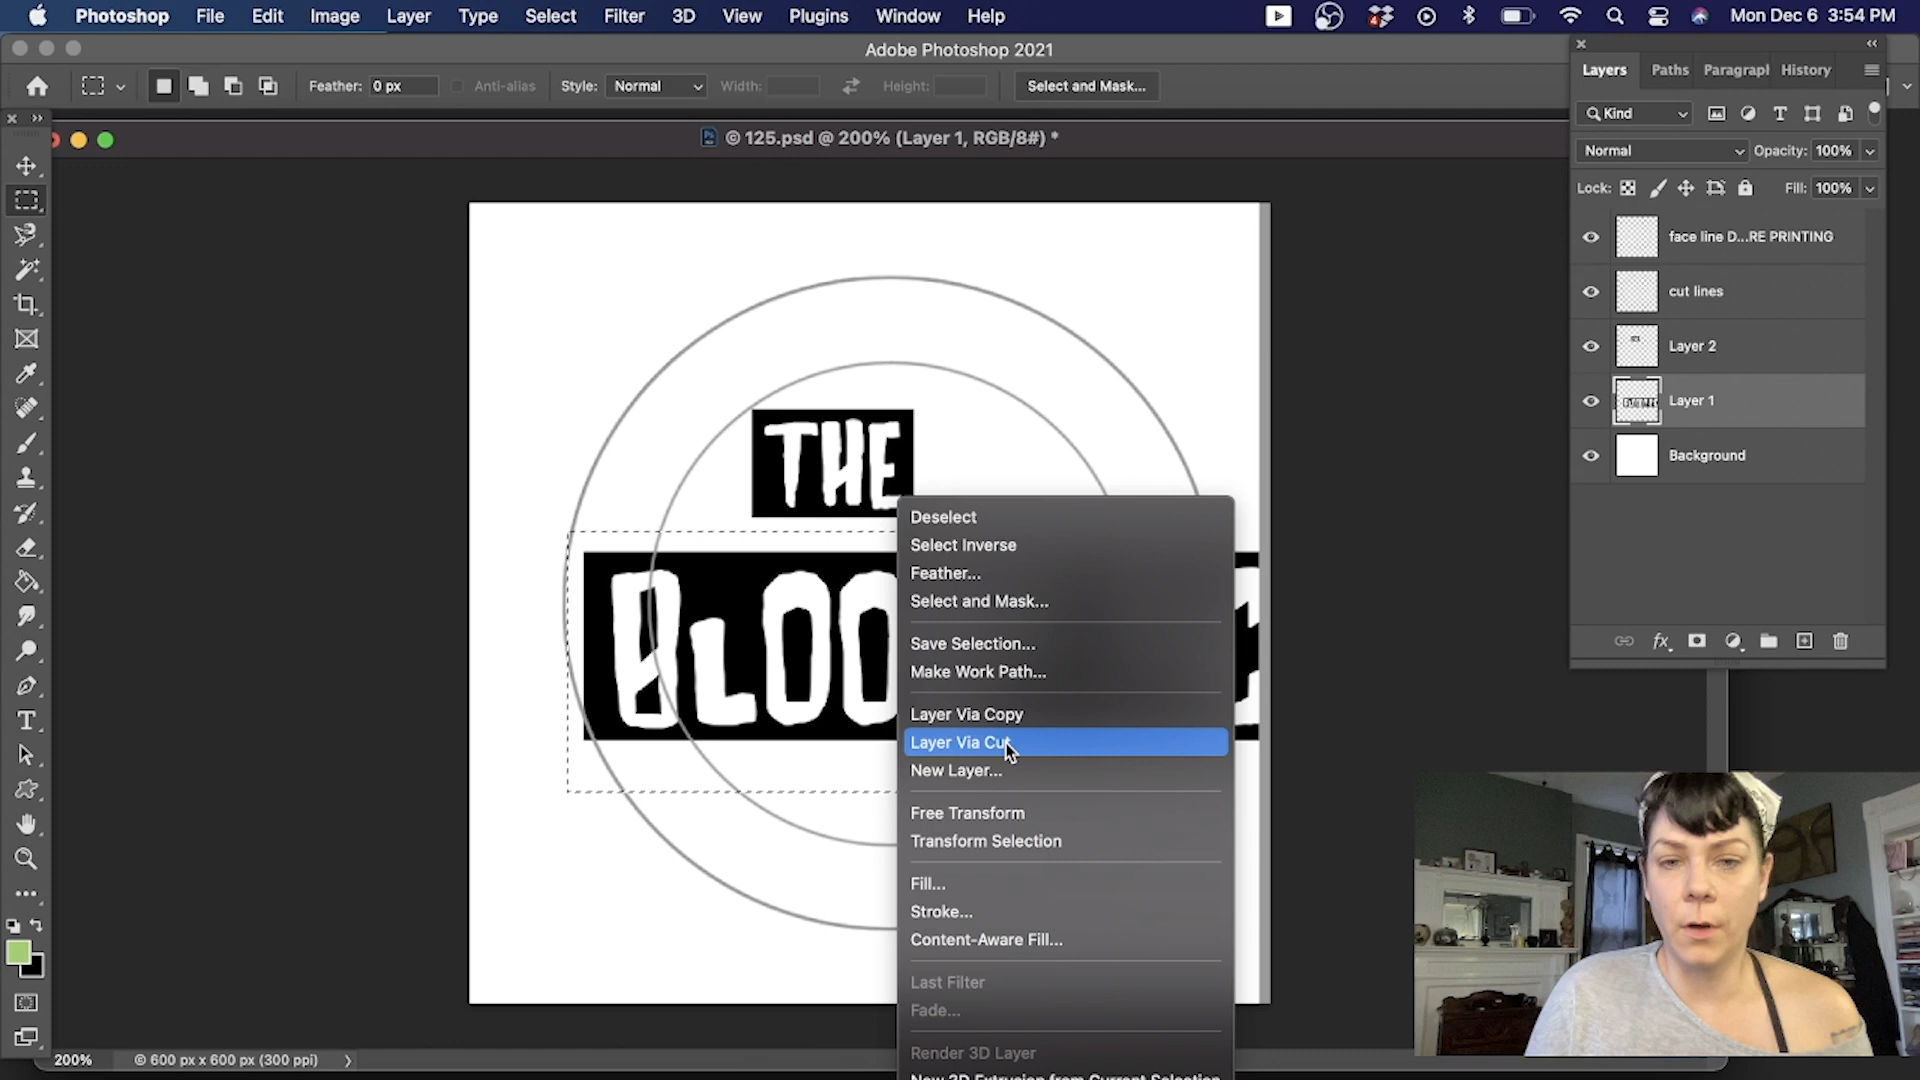 Photoshop File Edit Image Layer Type Select Filter 3D View Plugins Window Help Mon Dec 6 3:54 PM
Adobe Photoshop 2021
Feather: 0 px Anti-alias Style: Normal Width: Height: Select and Mask...
© 125.psd @ 200% (Layer 1, RGB/8#) *
Layers Paths Paragraph History
Kind
Normal Opacity: 100%
Lock: Fill: 100%
face line D...RE PRINTING
cut lines
Layer 2
Layer 1
Background
THE
BLOO
Deselect
Select Inverse
Feather...
Select and Mask...
Save Selection...
Make Work Path...
Layer Via Copy
Layer Via Cut
New Layer...
Free Transform
Transform Selection
Fill...
Stroke...
Content-Aware Fill...
Last Filter
Fade...
Render 3D Layer
New 3D Extrusion from Current Selection
200% © 600 px x 600 px (300 ppi)